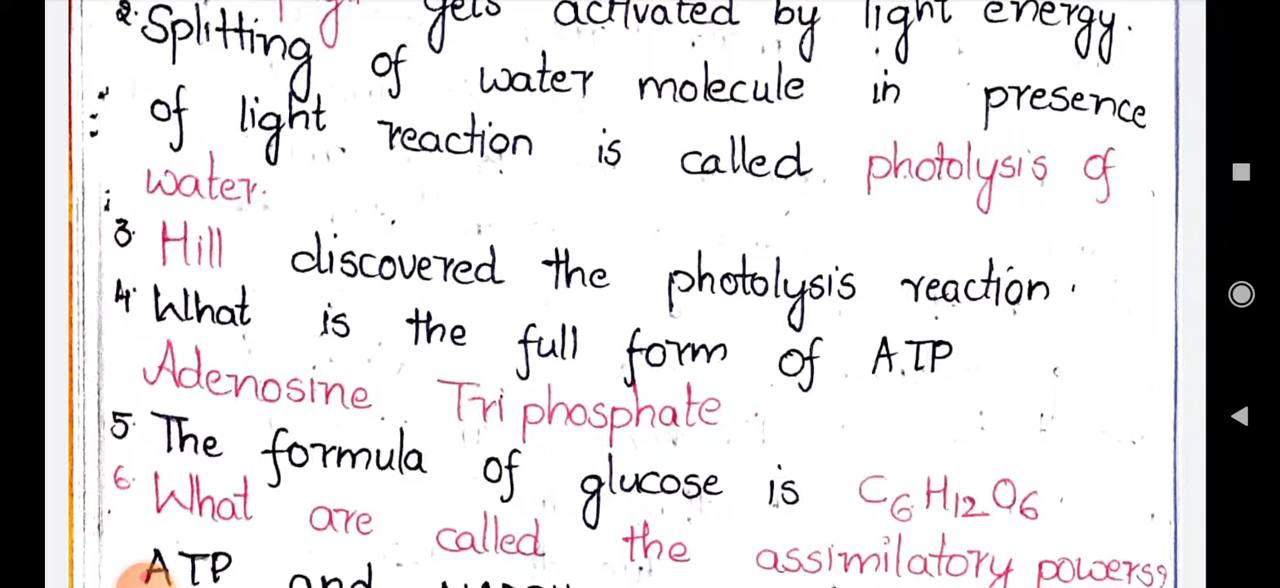 gets activated by light energy.
2. Splitting of water molecule in presence
of light reaction is called photolysis of
water.
3. Hill discovered the photolysis reaction.
4. What is the full form of ATP
Adenosine Tri phosphate
5. The formula of glucose is C6H12O6.
6. What are called the assimilatory powers?
ATP and